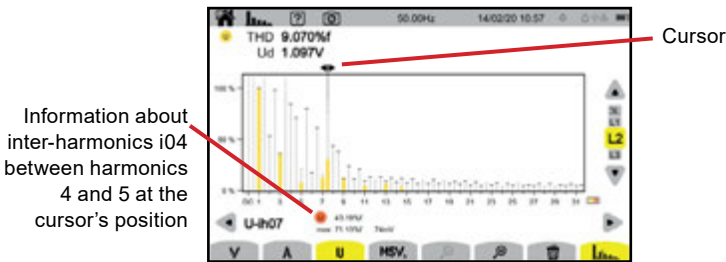 50.00Hz 14/02/20 10:57
THD 9.070%f
Ud 1.097V
Cursor
100 %
50 %
0 %
DC 1 3 5 7 9 11 13 15 17 19 21 23 25 27 29 31
3L
L1
L2
L3
Information about
inter-harmonics i04
between harmonics
4 and 5 at the
cursor's position
U-ih07
max
V A U MSV